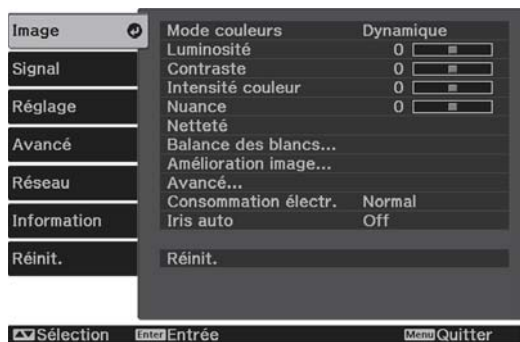 Image
Signal
Réglage
Avancé
Réseau
Information
Réinit.
Mode couleurs Dynamique
Luminosité 0
Contraste 0
Intensité couleur 0
Nuance 0
Netteté
Balance des blancs...
Amélioration image...
Avancé...
Consommation électr. Normal
Iris auto Off
Réinit.
Sélection Enter Entrée Menu Quitter